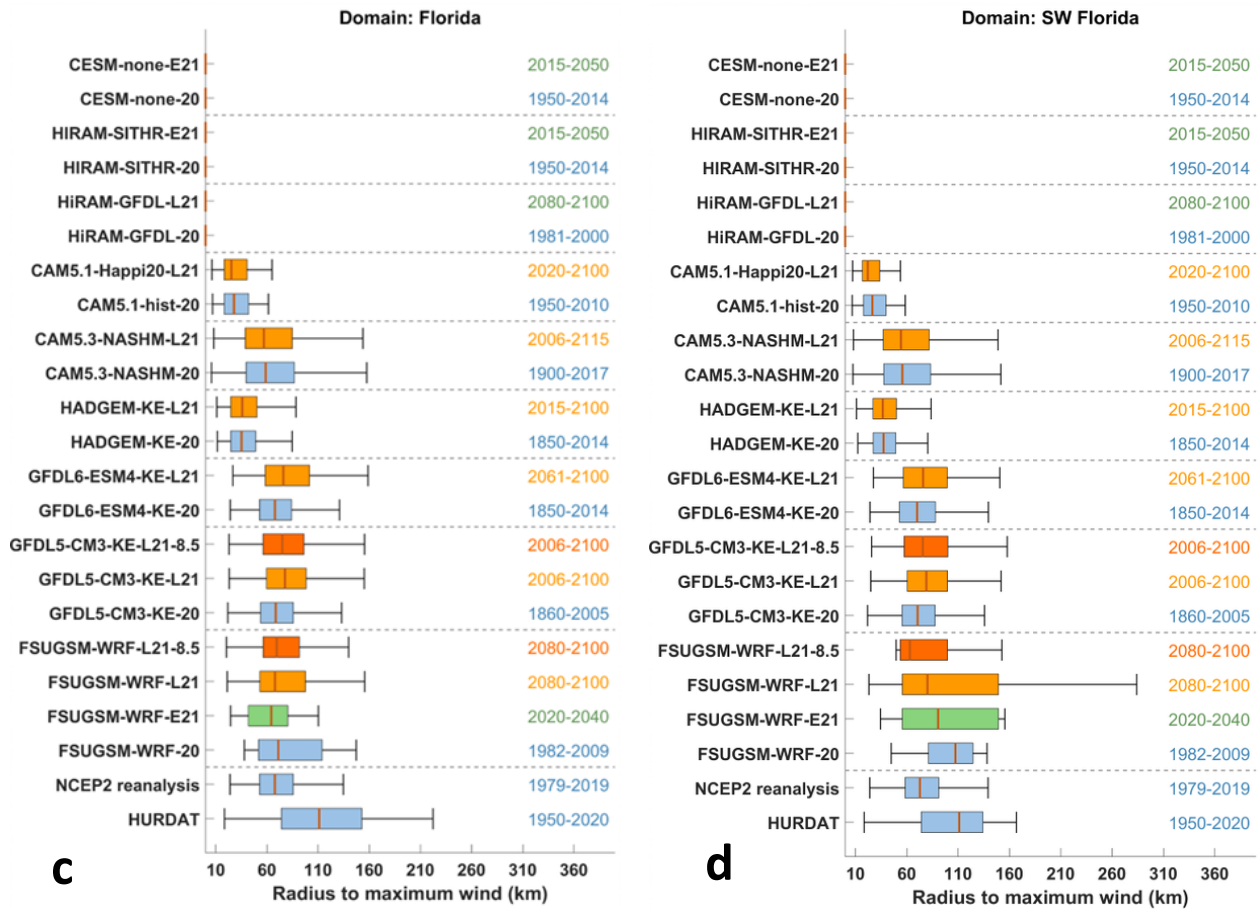 Domain: Florida
CESM-none-E21 2015-2050
CESM-none-20 1950-2014
HIRAM-SITHR-E21 2015-2050
HIRAM-SITHR-20 1950-2014
HiRAM-GFDL-L21 2080-2100
HiRAM-GFDL-20 1981-2000
CAM5.1-Happi20-L21 2020-2100
CAM5.1-hist-20 1950-2010
CAM5.3-NASHM-L21 2006-2115
CAM5.3-NASHM-20 1900-2017
HADGEM-KE-L21 2015-2100
HADGEM-KE-20 1850-2014
GFDL6-ESM4-KE-L21 2061-2100
GFDL6-ESM4-KE-20 1850-2014
GFDL5-CM3-KE-L21-8.5 2006-2100
GFDL5-CM3-KE-L21 2006-2100
GFDL5-CM3-KE-20 1860-2005
FSUGSM-WRF-L21-8.5 2080-2100
FSUGSM-WRF-L21 2080-2100
FSUGSM-WRF-E21 2020-2040
FSUGSM-WRF-20 1982-2009
NCEP2 reanalysis 1979-2019
HURDAT 1950-2020
10 60 110 160 210 260 310 360
Radius to maximum wind (km)
c
Domain: SW Florida
CESM-none-E21 2015-2050
CESM-none-20 1950-2014
HIRAM-SITHR-E21 2015-2050
HIRAM-SITHR-20 1950-2014
HiRAM-GFDL-L21 2080-2100
HiRAM-GFDL-20 1981-2000
CAM5.1-Happi20-L21 2020-2100
CAM5.1-hist-20 1950-2010
CAM5.3-NASHM-L21 2006-2115
CAM5.3-NASHM-20 1900-2017
HADGEM-KE-L21 2015-2100
HADGEM-KE-20 1850-2014
GFDL6-ESM4-KE-L21 2061-2100
GFDL6-ESM4-KE-20 1850-2014
GFDL5-CM3-KE-L21-8.5 2006-2100
GFDL5-CM3-KE-L21 2006-2100
GFDL5-CM3-KE-20 1860-2005
FSUGSM-WRF-L21-8.5 2080-2100
FSUGSM-WRF-L21 2080-2100
FSUGSM-WRF-E21 2020-2040
FSUGSM-WRF-20 1982-2009
NCEP2 reanalysis 1979-2019
HURDAT 1950-2020
10 60 110 160 210 260 310 360
Radius to maximum wind (km)
d